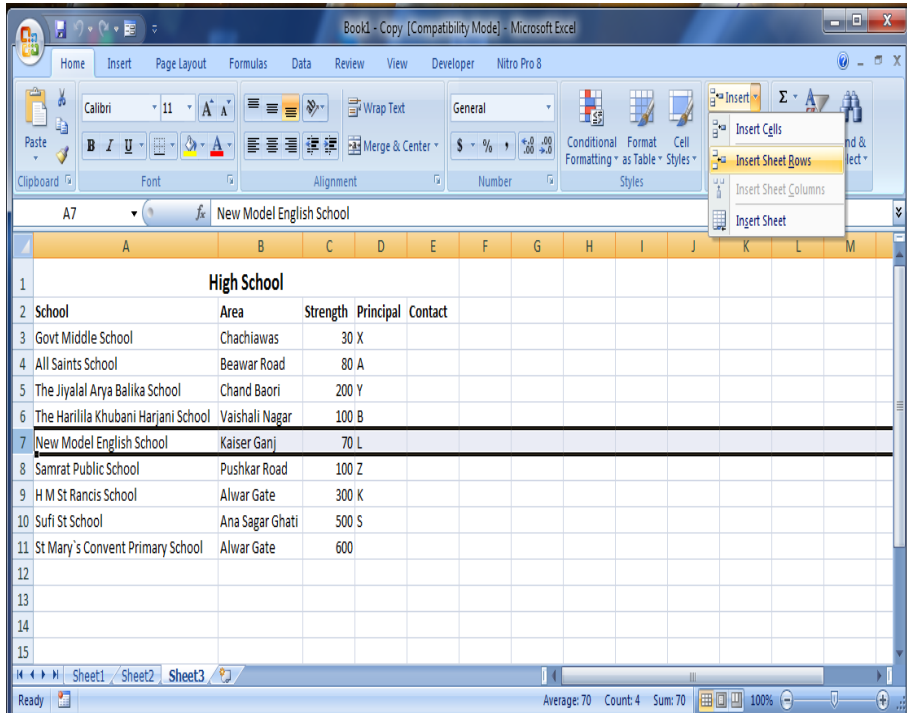 Book1 - Copy [Compatibility Mode] - Microsoft Excel
Home Insert Page Layout Formulas Data Review View Developer Nitro Pro 8
Calibri 11 A A Wrap Text General Insert Σ
Insert Cells
Paste B I U A Merge & Center $ % , .0 .00 .00 .0 Conditional Formatting Format as Table Cell Styles nd & lect
Insert Sheet Rows
Clipboard Font Alignment Number Styles
Insert Sheet Columns
Insert Sheet
A7 fx New Model English School
A B C D E F G H I J K L M
1 High School
2 School Area Strength Principal Contact
3 Govt Middle School Chachiawas 30 X
4 All Saints School Beawar Road 80 A
5 The Jiyalal Arya Balika School Chand Baori 200 Y
6 The Harilila Khubani Harjani School Vaishali Nagar 100 B
7 New Model English School Kaiser Ganj 70 L
8 Samrat Public School Pushkar Road 100 Z
9 H M St Rancis School Alwar Gate 300 K
10 Sufi St School Ana Sagar Ghati 500 S
11 St Mary`s Convent Primary School Alwar Gate 600
12
13
14
15
Sheet1 Sheet2 Sheet3
Ready Average: 70 Count: 4 Sum: 70 100%